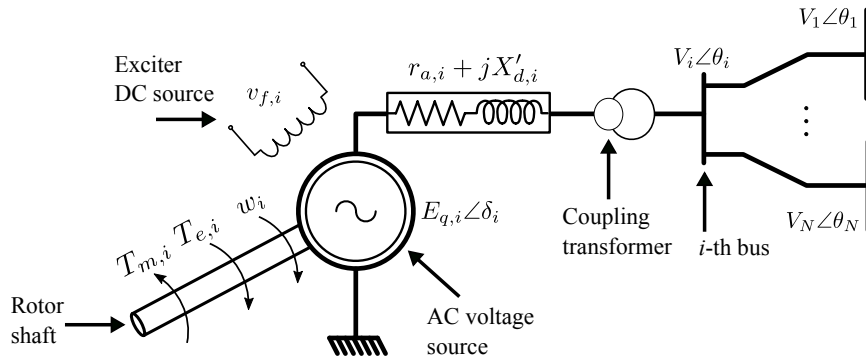 Exciter
DC source
v_{f,i}
r_{a,i} + jX'_{d,i}
V_i∠θ_i
V_1∠θ_1
⋮
V_N∠θ_N
w_i
T_{e,i}
T_{m,i}
E_{q,i}∠δ_i
Coupling
transformer
i-th bus
Rotor
shaft
AC voltage
source